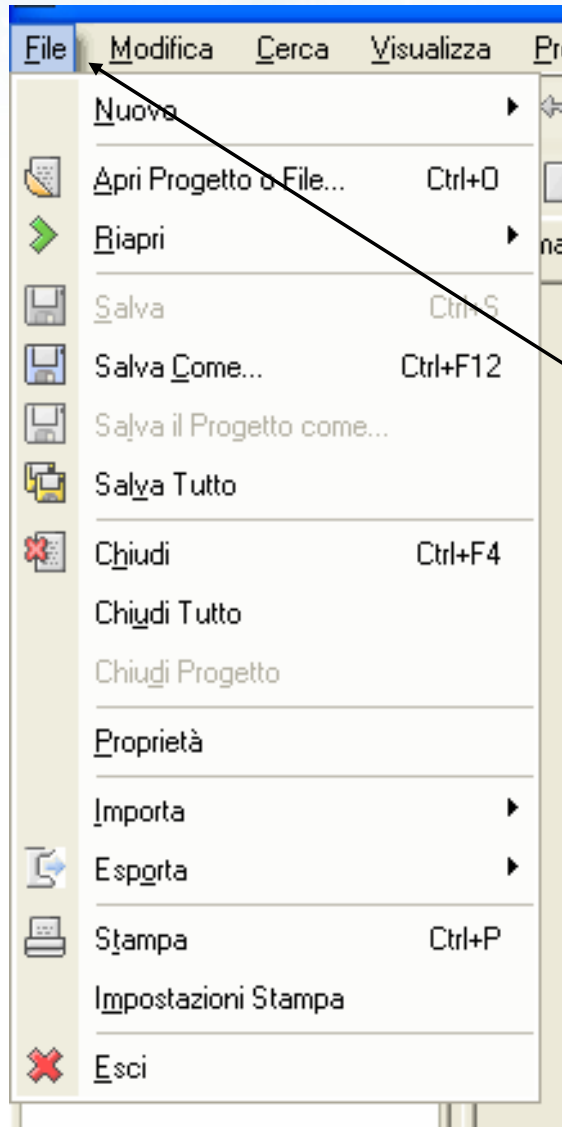 File Modifica Cerca Visualizza
Nuovo
Apri Progetto o File... Ctrl+O
Riapri
Salva Ctrl+S
Salva Come... Ctrl+F12
Salva il Progetto come...
Salva Tutto
Chiudi Ctrl+F4
Chiudi Tutto
Chiudi Progetto
Proprietà
Importa
Esporta
Stampa Ctrl+P
Impostazioni Stampa
Esci